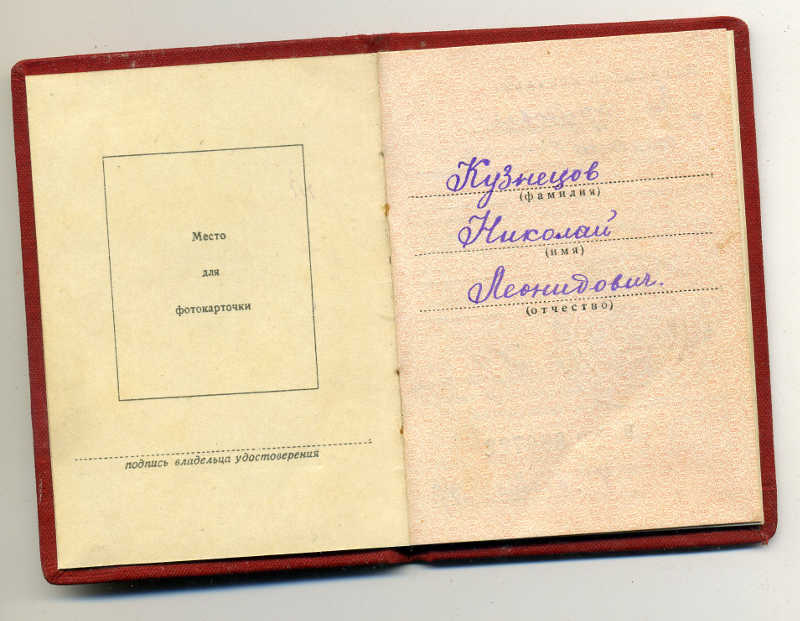 Место
для
фотокарточки
подпись владельца удостоверения
Кузнецов
(фамилия)
Николай
(имя)
Леонидович.
(отчество)